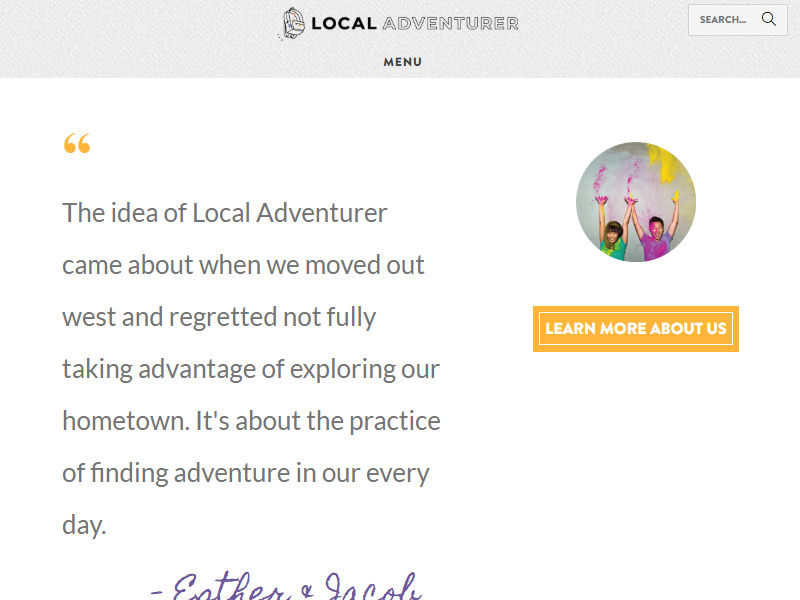 LOCAL ADVENTURER
SEARCH...
MENU
“
The idea of Local Adventurer
came about when we moved out
west and regretted not fully
taking advantage of exploring our
hometown. It's about the practice
of finding adventure in our every
day.
- Esther & Jacob
LEARN MORE ABOUT US